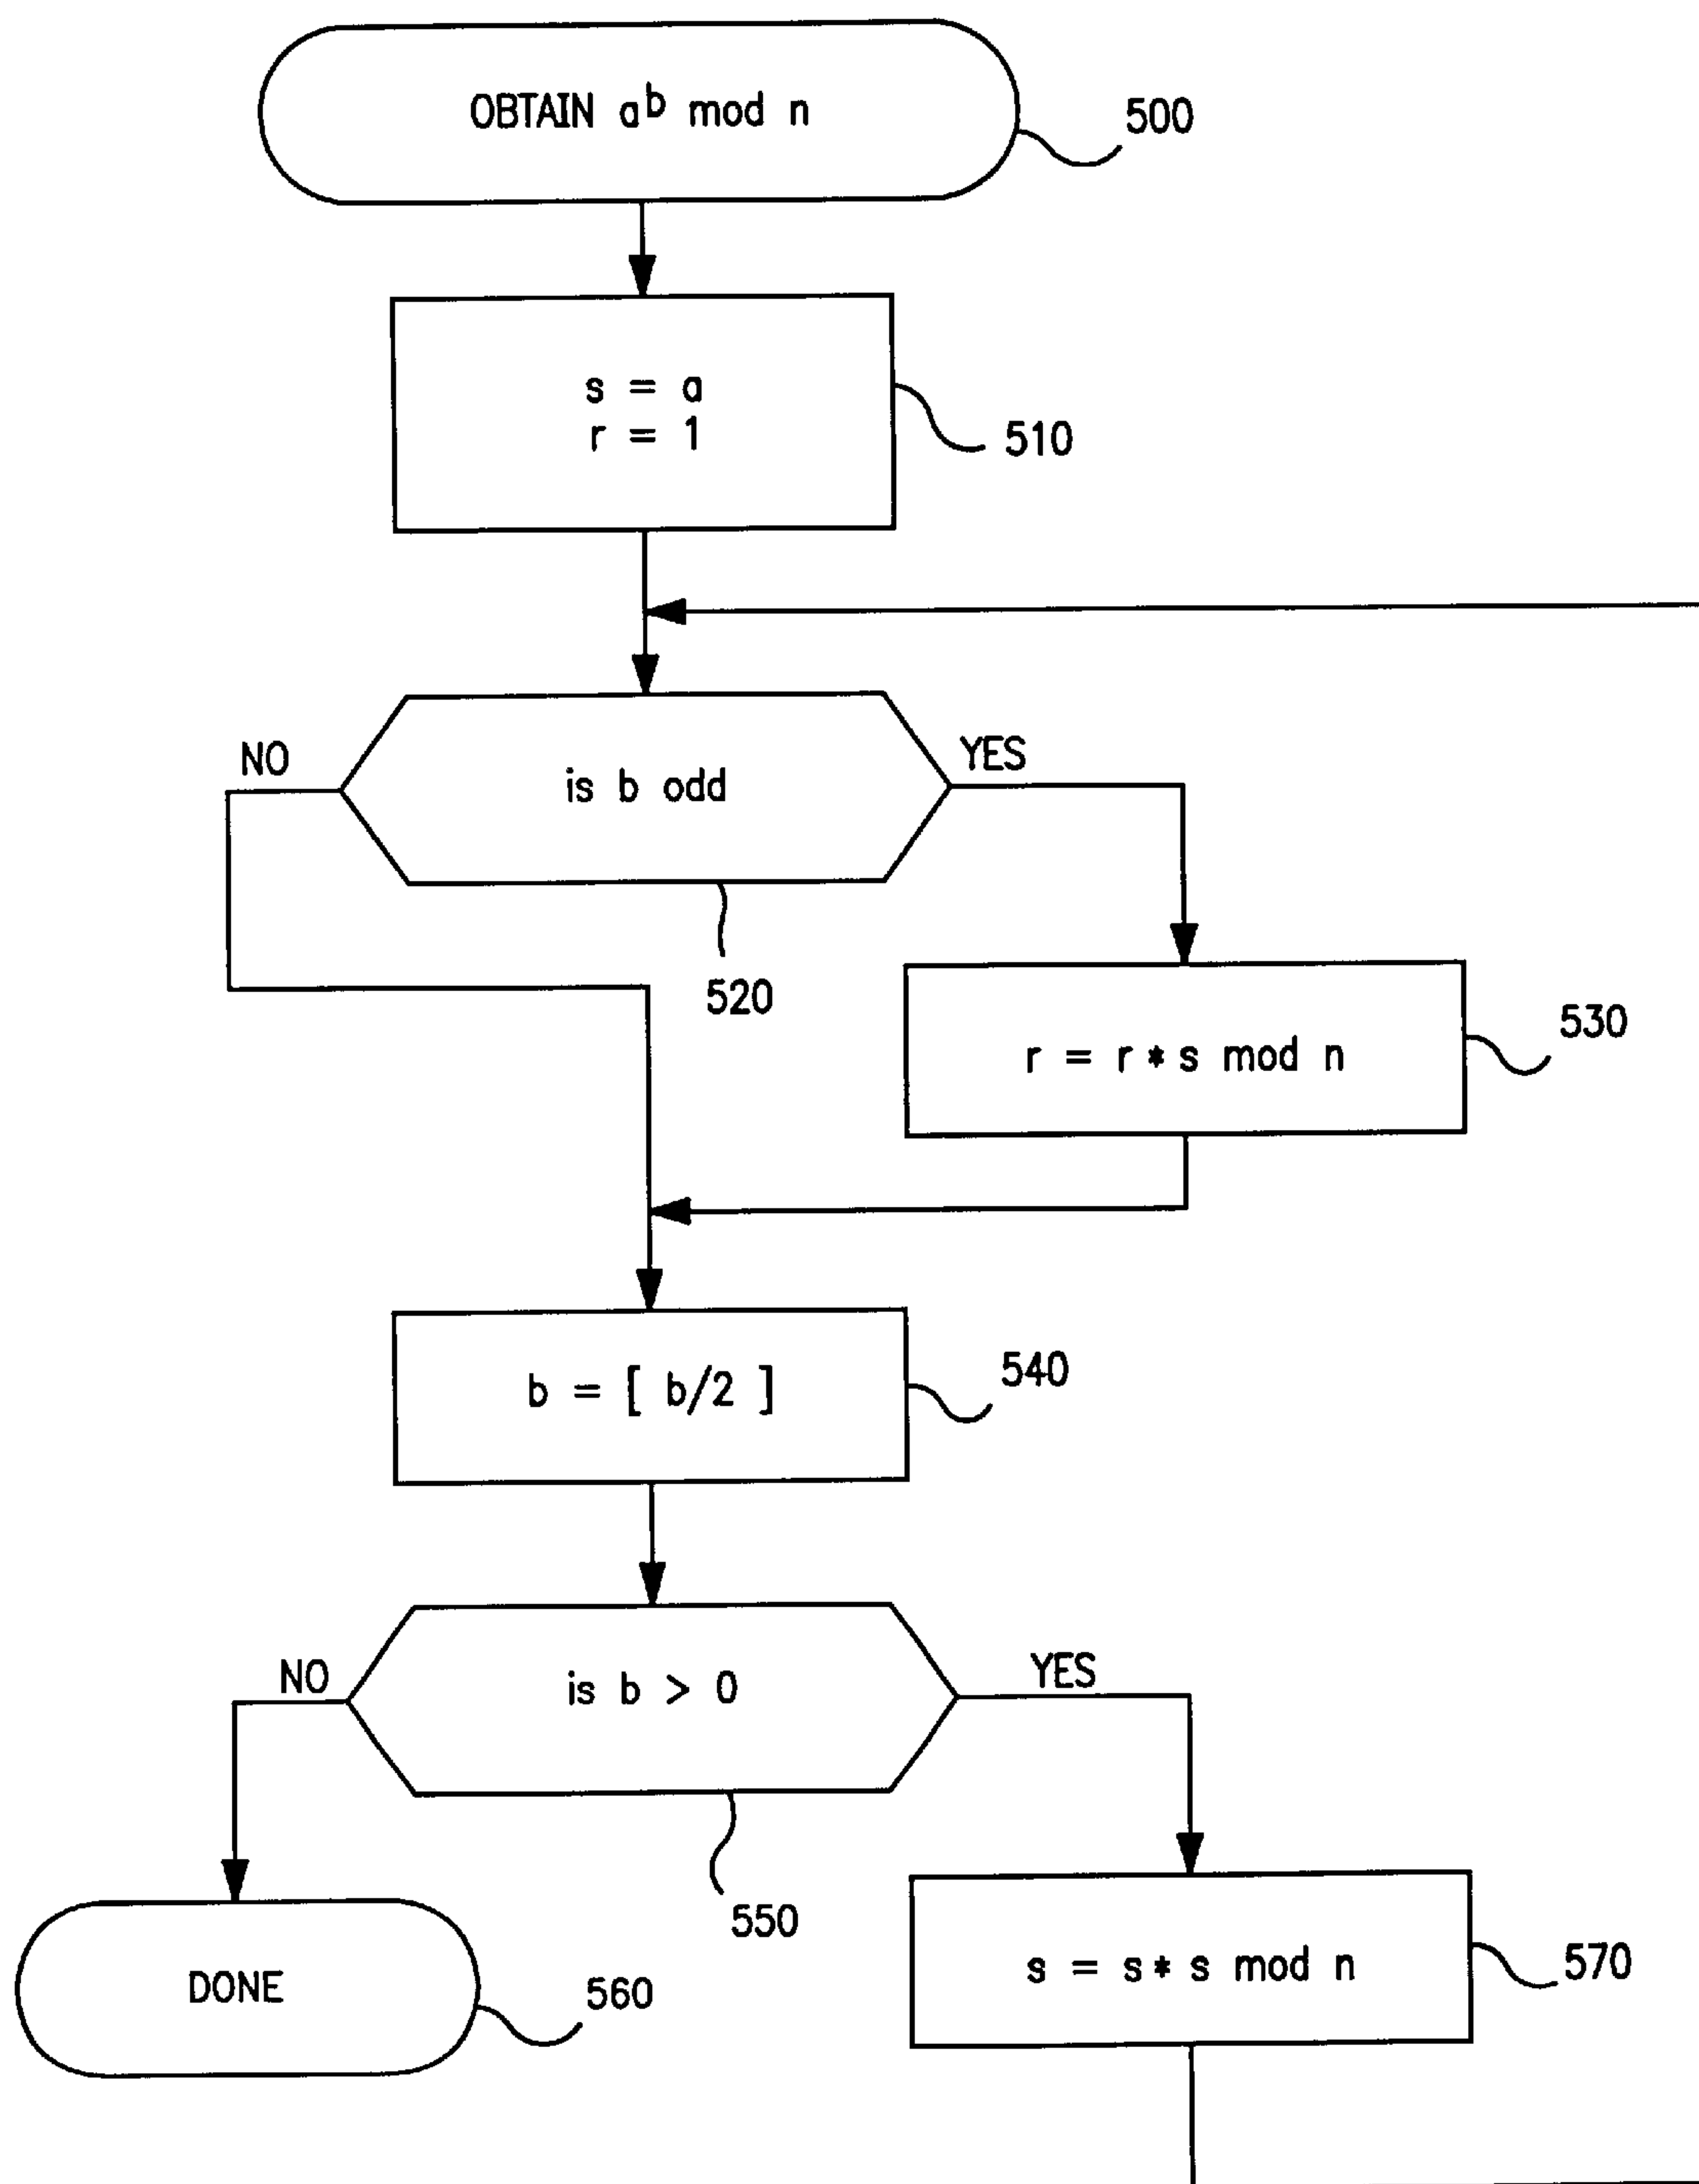 OBTAIN a^b mod n
500
s = a
r = 1
510
NO
YES
is b odd
520
530
r = r * s mod n
b = [ b/2 ]
540
NO
YES
is b > 0
550
DONE
560
s = s * s mod n
570